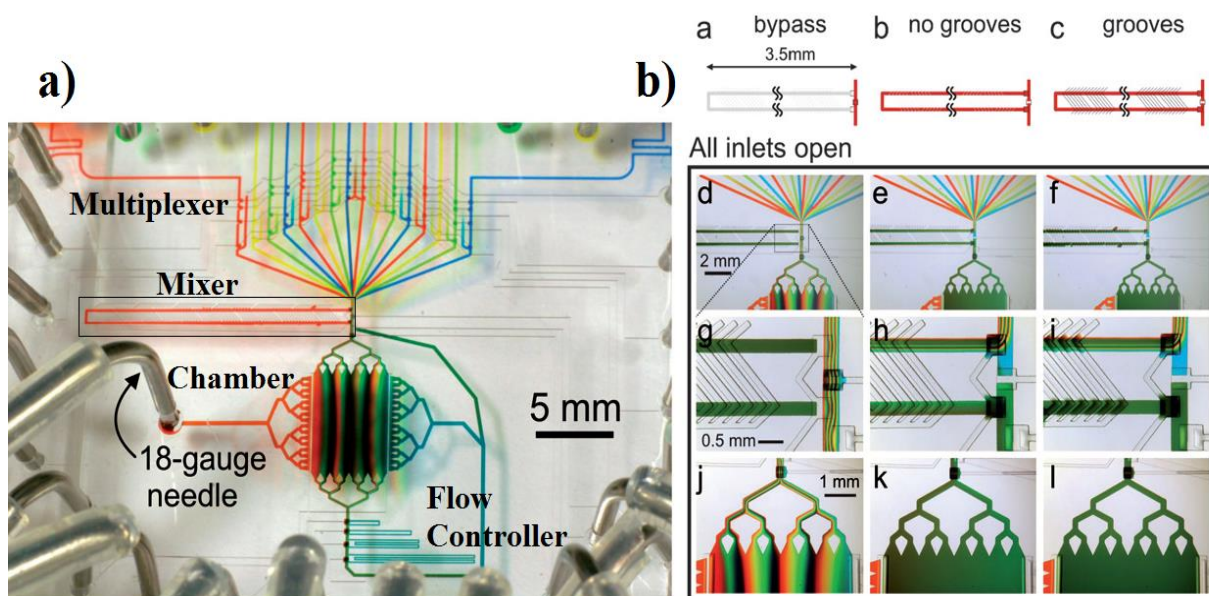 a)
Multiplexer
Mixer
Chamber
18-gauge
needle
5 mm
Flow
Controller
b)
a bypass
b no grooves
c grooves
3.5mm
All inlets open
d
e
f
2 mm
g
h
i
0.5 mm
j
k
l
1 mm